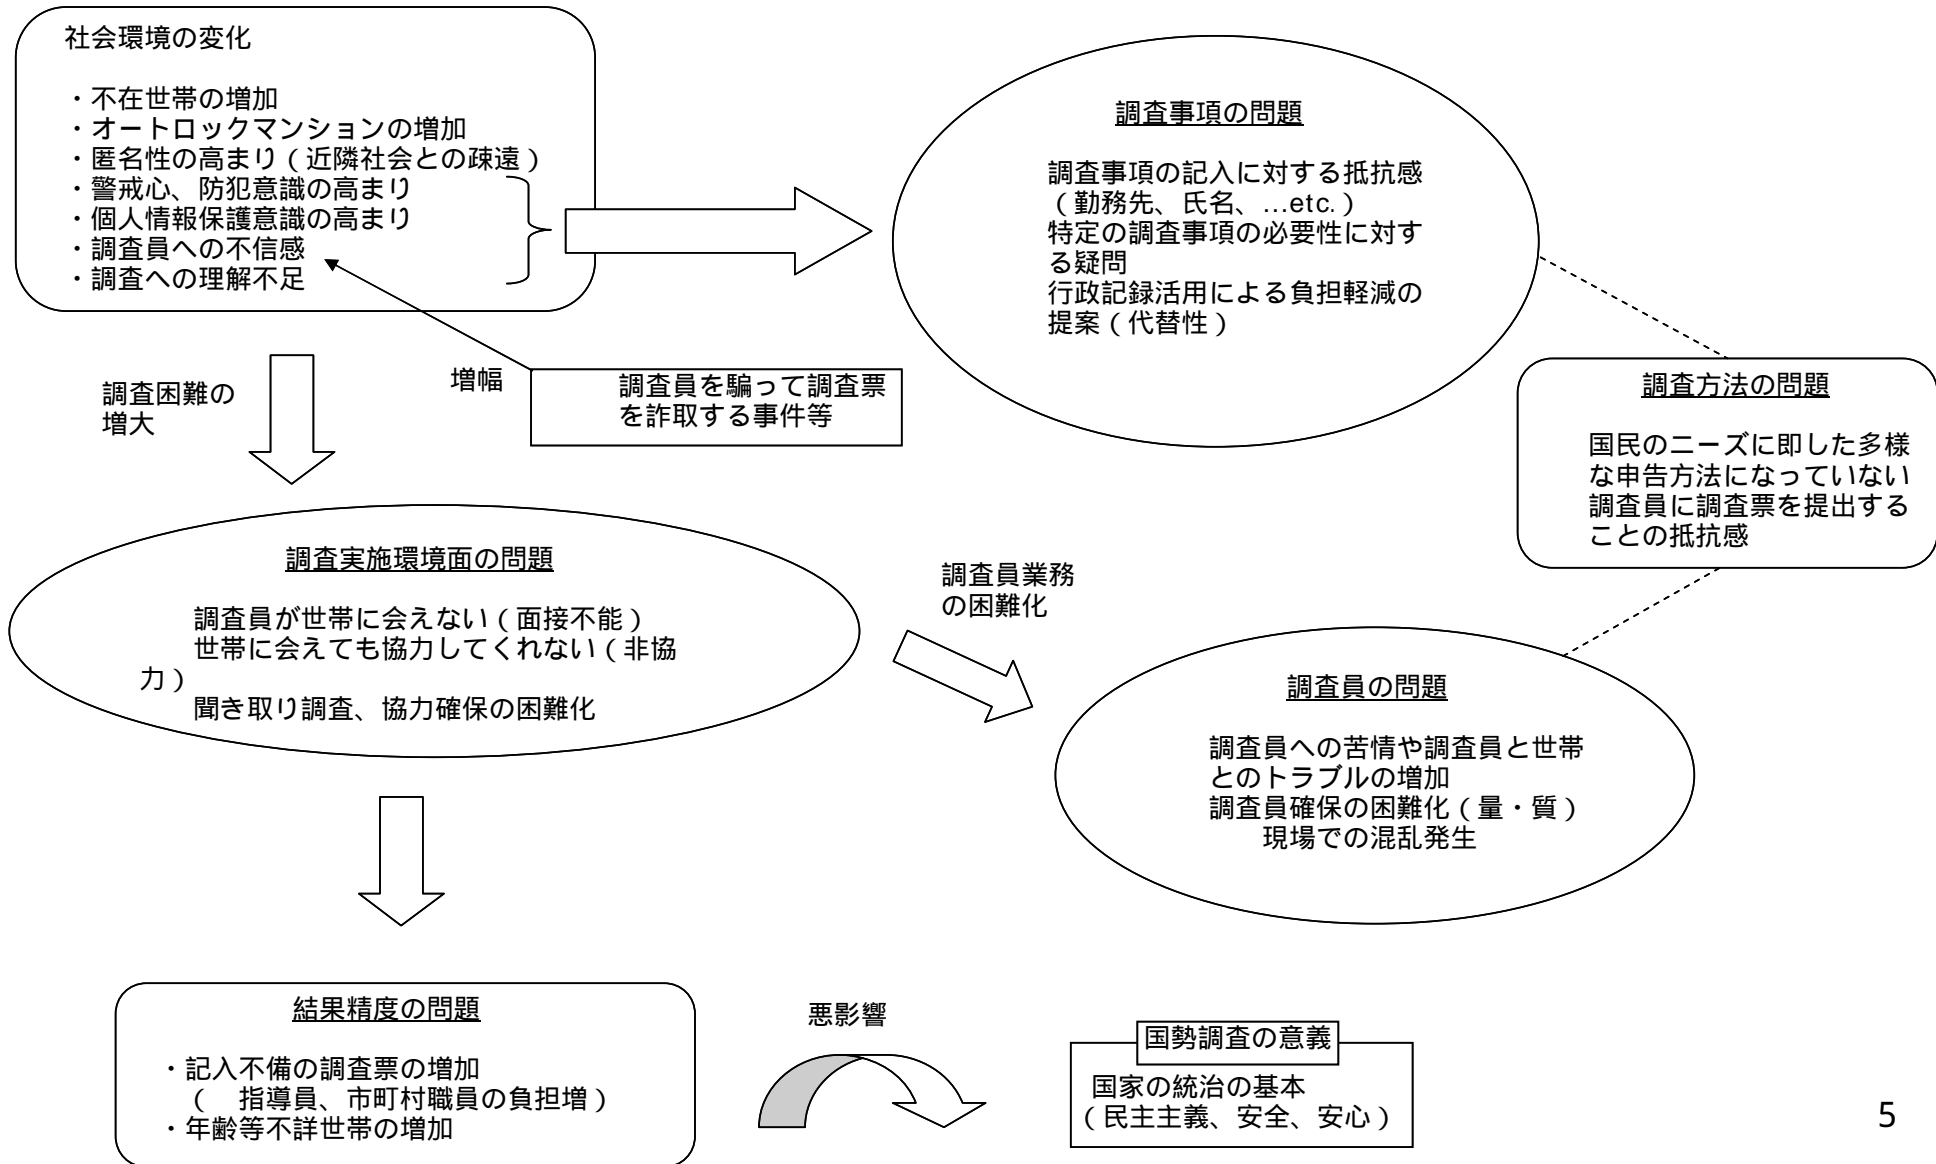 社会環境の変化
・不在世帯の増加
・オートロックマンションの増加
・匿名性の高まり（近隣社会との疎遠）
・警戒心、防犯意識の高まり
・個人情報保護意識の高まり
・調査員への不信感
・調査への理解不足
調査事項の問題
調査事項の記入に対する抵抗感
（勤務先、氏名、…etc.）
特定の調査事項の必要性に対す
る疑問
行政記録活用による負担軽減の
提案（代替性）
調査困難の
増大
増幅
調査員を騙って調査票
を詐取する事件等
調査方法の問題
国民のニーズに即した多様
な申告方法になっていない
調査員に調査票を提出する
ことの抵抗感
調査実施環境面の問題
調査員が世帯に会えない（面接不能）
世帯に会えても協力してくれない（非協
力）
聞き取り調査、協力確保の困難化
調査員業務
の困難化
調査員の問題
調査員への苦情や調査員と世帯
とのトラブルの増加
調査員確保の困難化（量・質）
現場での混乱発生
結果精度の問題
・記入不備の調査票の増加
（　指導員、市町村職員の負担増）
・年齢等不詳世帯の増加
悪影響
国勢調査の意義
国家の統治の基本
（民主主義、安全、安心）
5